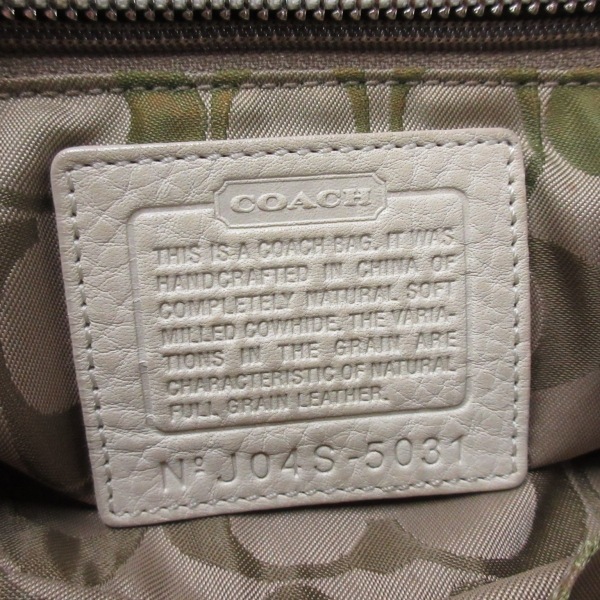 COACH
THIS IS A COACH BAG. IT WAS
HANDCRAFTED IN CHINA OF
COMPLETELY NATURAL SOFT
MILLED COWHIDE. THE VARIA-
TIONS IN THE GRAIN ARE
CHARACTERISTIC OF NATURAL
FULL GRAIN LEATHER.
Nº J04S-5031